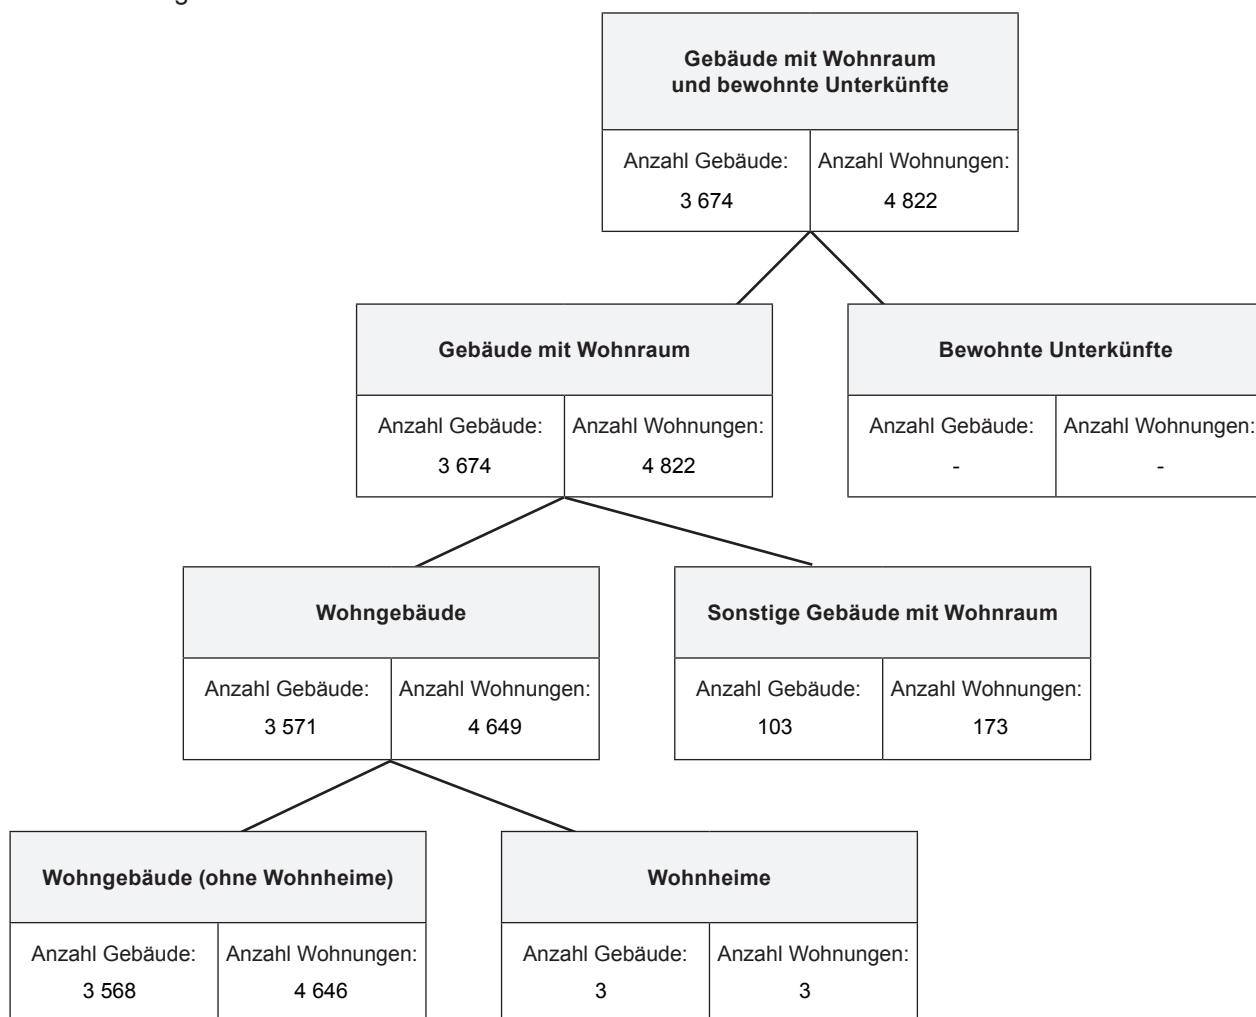 Gebäude mit Wohnraum
und bewohnte Unterkünfte
Anzahl Gebäude: Anzahl Wohnungen:
3 674 4 822
Gebäude mit Wohnraum
Anzahl Gebäude: Anzahl Wohnungen:
3 674 4 822
Bewohnte Unterkünfte
Anzahl Gebäude: Anzahl Wohnungen:
- -
Wohngebäude
Anzahl Gebäude: Anzahl Wohnungen:
3 571 4 649
Sonstige Gebäude mit Wohnraum
Anzahl Gebäude: Anzahl Wohnungen:
103 173
Wohngebäude (ohne Wohnheime)
Anzahl Gebäude: Anzahl Wohnungen:
3 568 4 646
Wohnheime
Anzahl Gebäude: Anzahl Wohnungen:
3 3